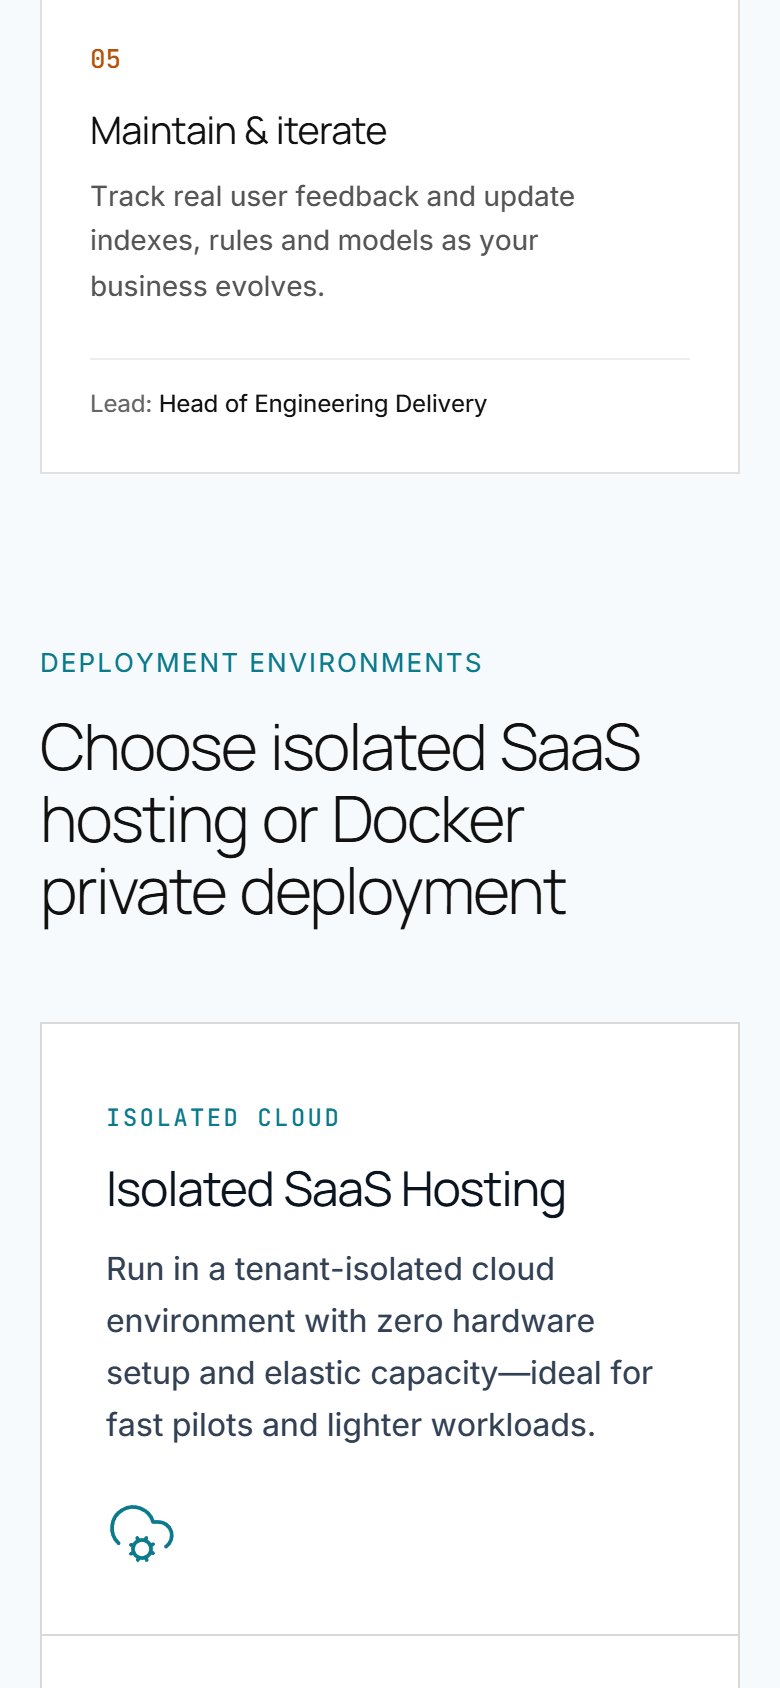 05
Maintain & iterate
Track real user feedback and update
indexes, rules and models as your
business evolves.
Lead: Head of Engineering Delivery
DEPLOYMENT ENVIRONMENTS
Choose isolated SaaS
hosting or Docker
private deployment
ISOLATED CLOUD
Isolated SaaS Hosting
Run in a tenant-isolated cloud
environment with zero hardware
setup and elastic capacity—ideal for
fast pilots and lighter workloads.